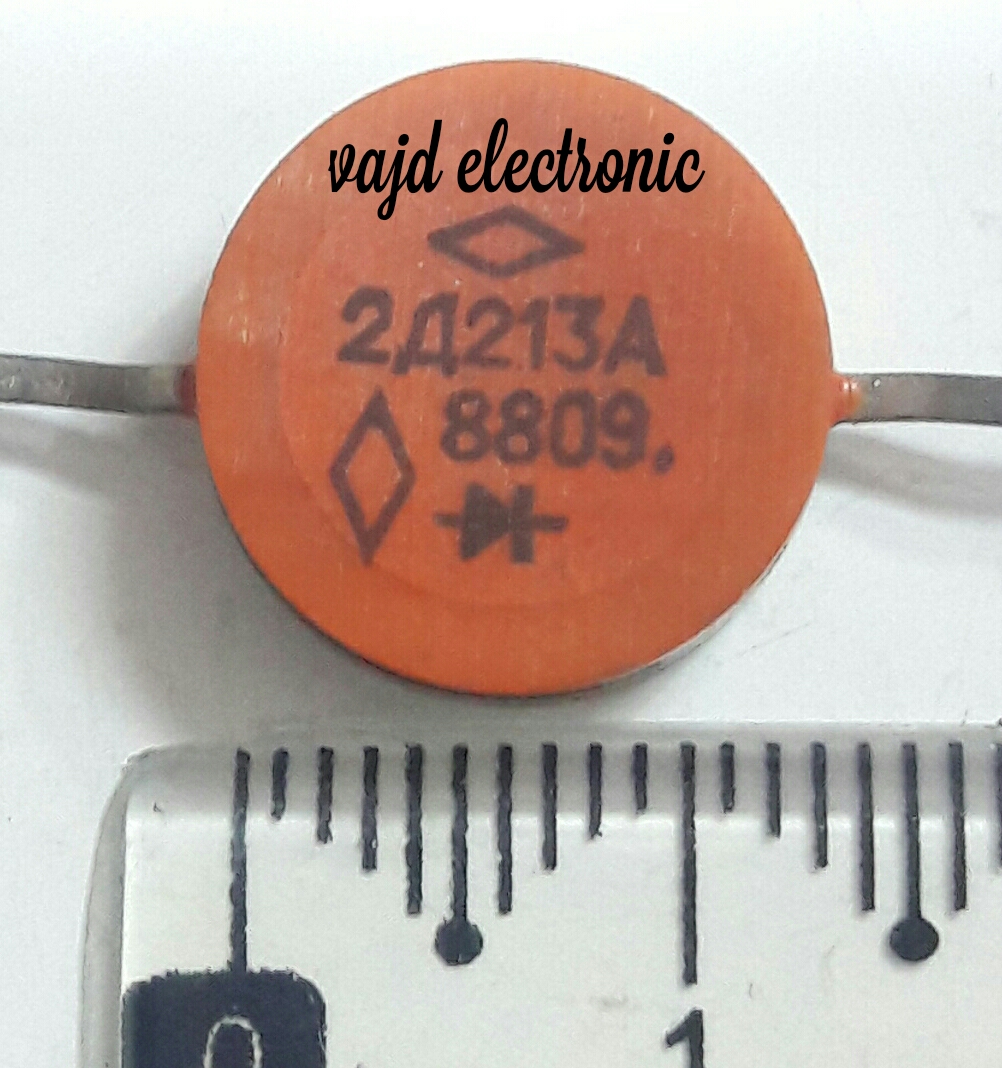 vajd electronic
2Д213А
8809.
0
1